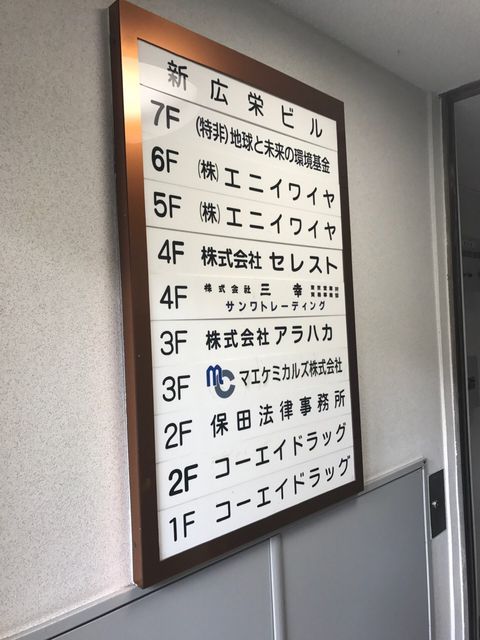 新広栄ビル
7F (特非)地球と未来の環境基金
6F (株)エニイワイヤ
5F (株)エニイワイヤ
4F 株式会社 セレスト
4F 株式会社 三幸
サンワトレーディング
3F 株式会社 アラハカ
3F mc マエケミカルズ株式会社
2F 保田法律事務所
2F コーエイドラッグ
1F コーエイドラッグ